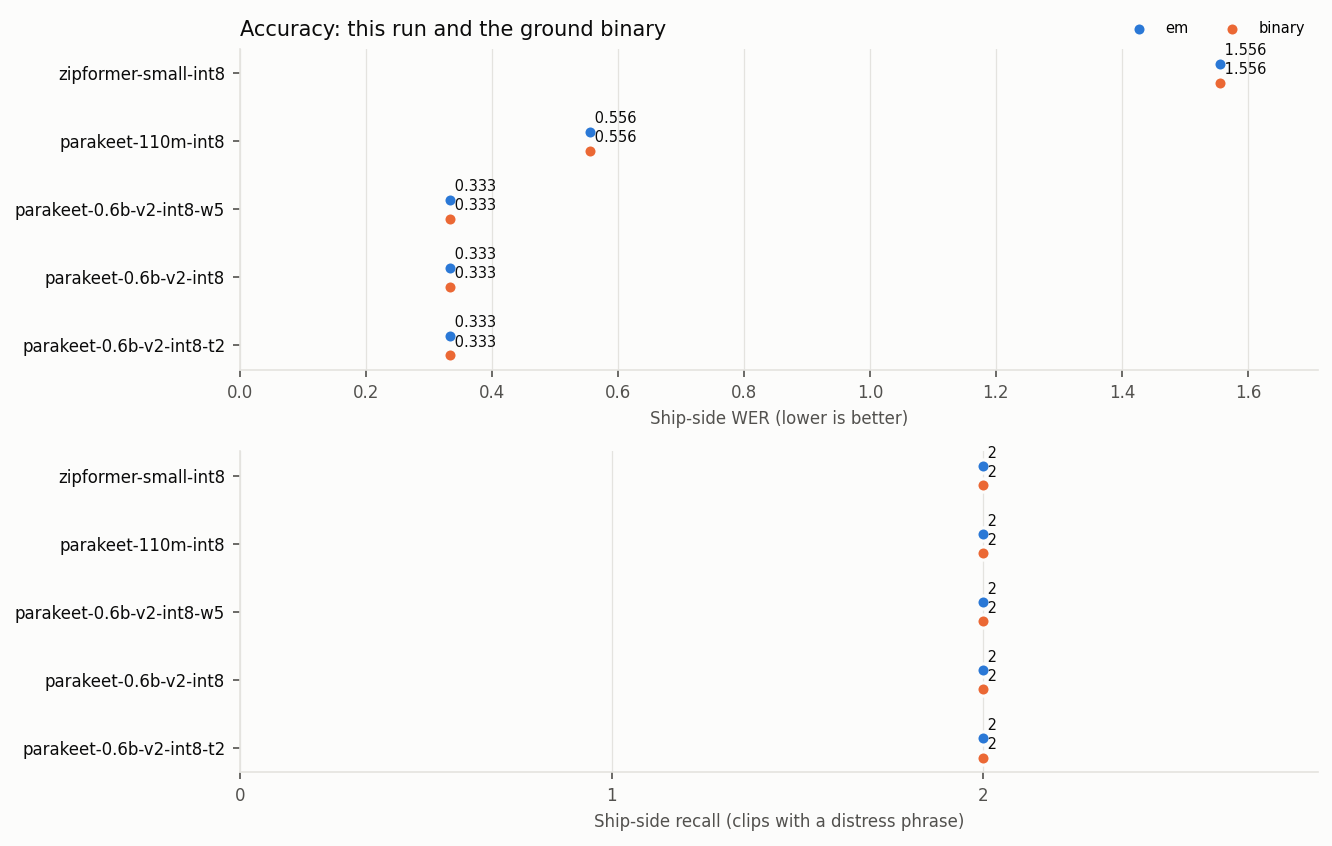 Accuracy: this run and the ground binary
em binary
zipformer-small-int8
1.556
1.556
parakeet-110m-int8
0.556
0.556
parakeet-0.6b-v2-int8-w5
0.333
0.333
parakeet-0.6b-v2-int8
0.333
0.333
parakeet-0.6b-v2-int8-t2
0.333
0.333
0.0 0.2 0.4 0.6 0.8 1.0 1.2 1.4 1.6
Ship-side WER (lower is better)
zipformer-small-int8
2
2
parakeet-110m-int8
2
2
parakeet-0.6b-v2-int8-w5
2
2
parakeet-0.6b-v2-int8
2
2
parakeet-0.6b-v2-int8-t2
2
2
0 1 2
Ship-side recall (clips with a distress phrase)